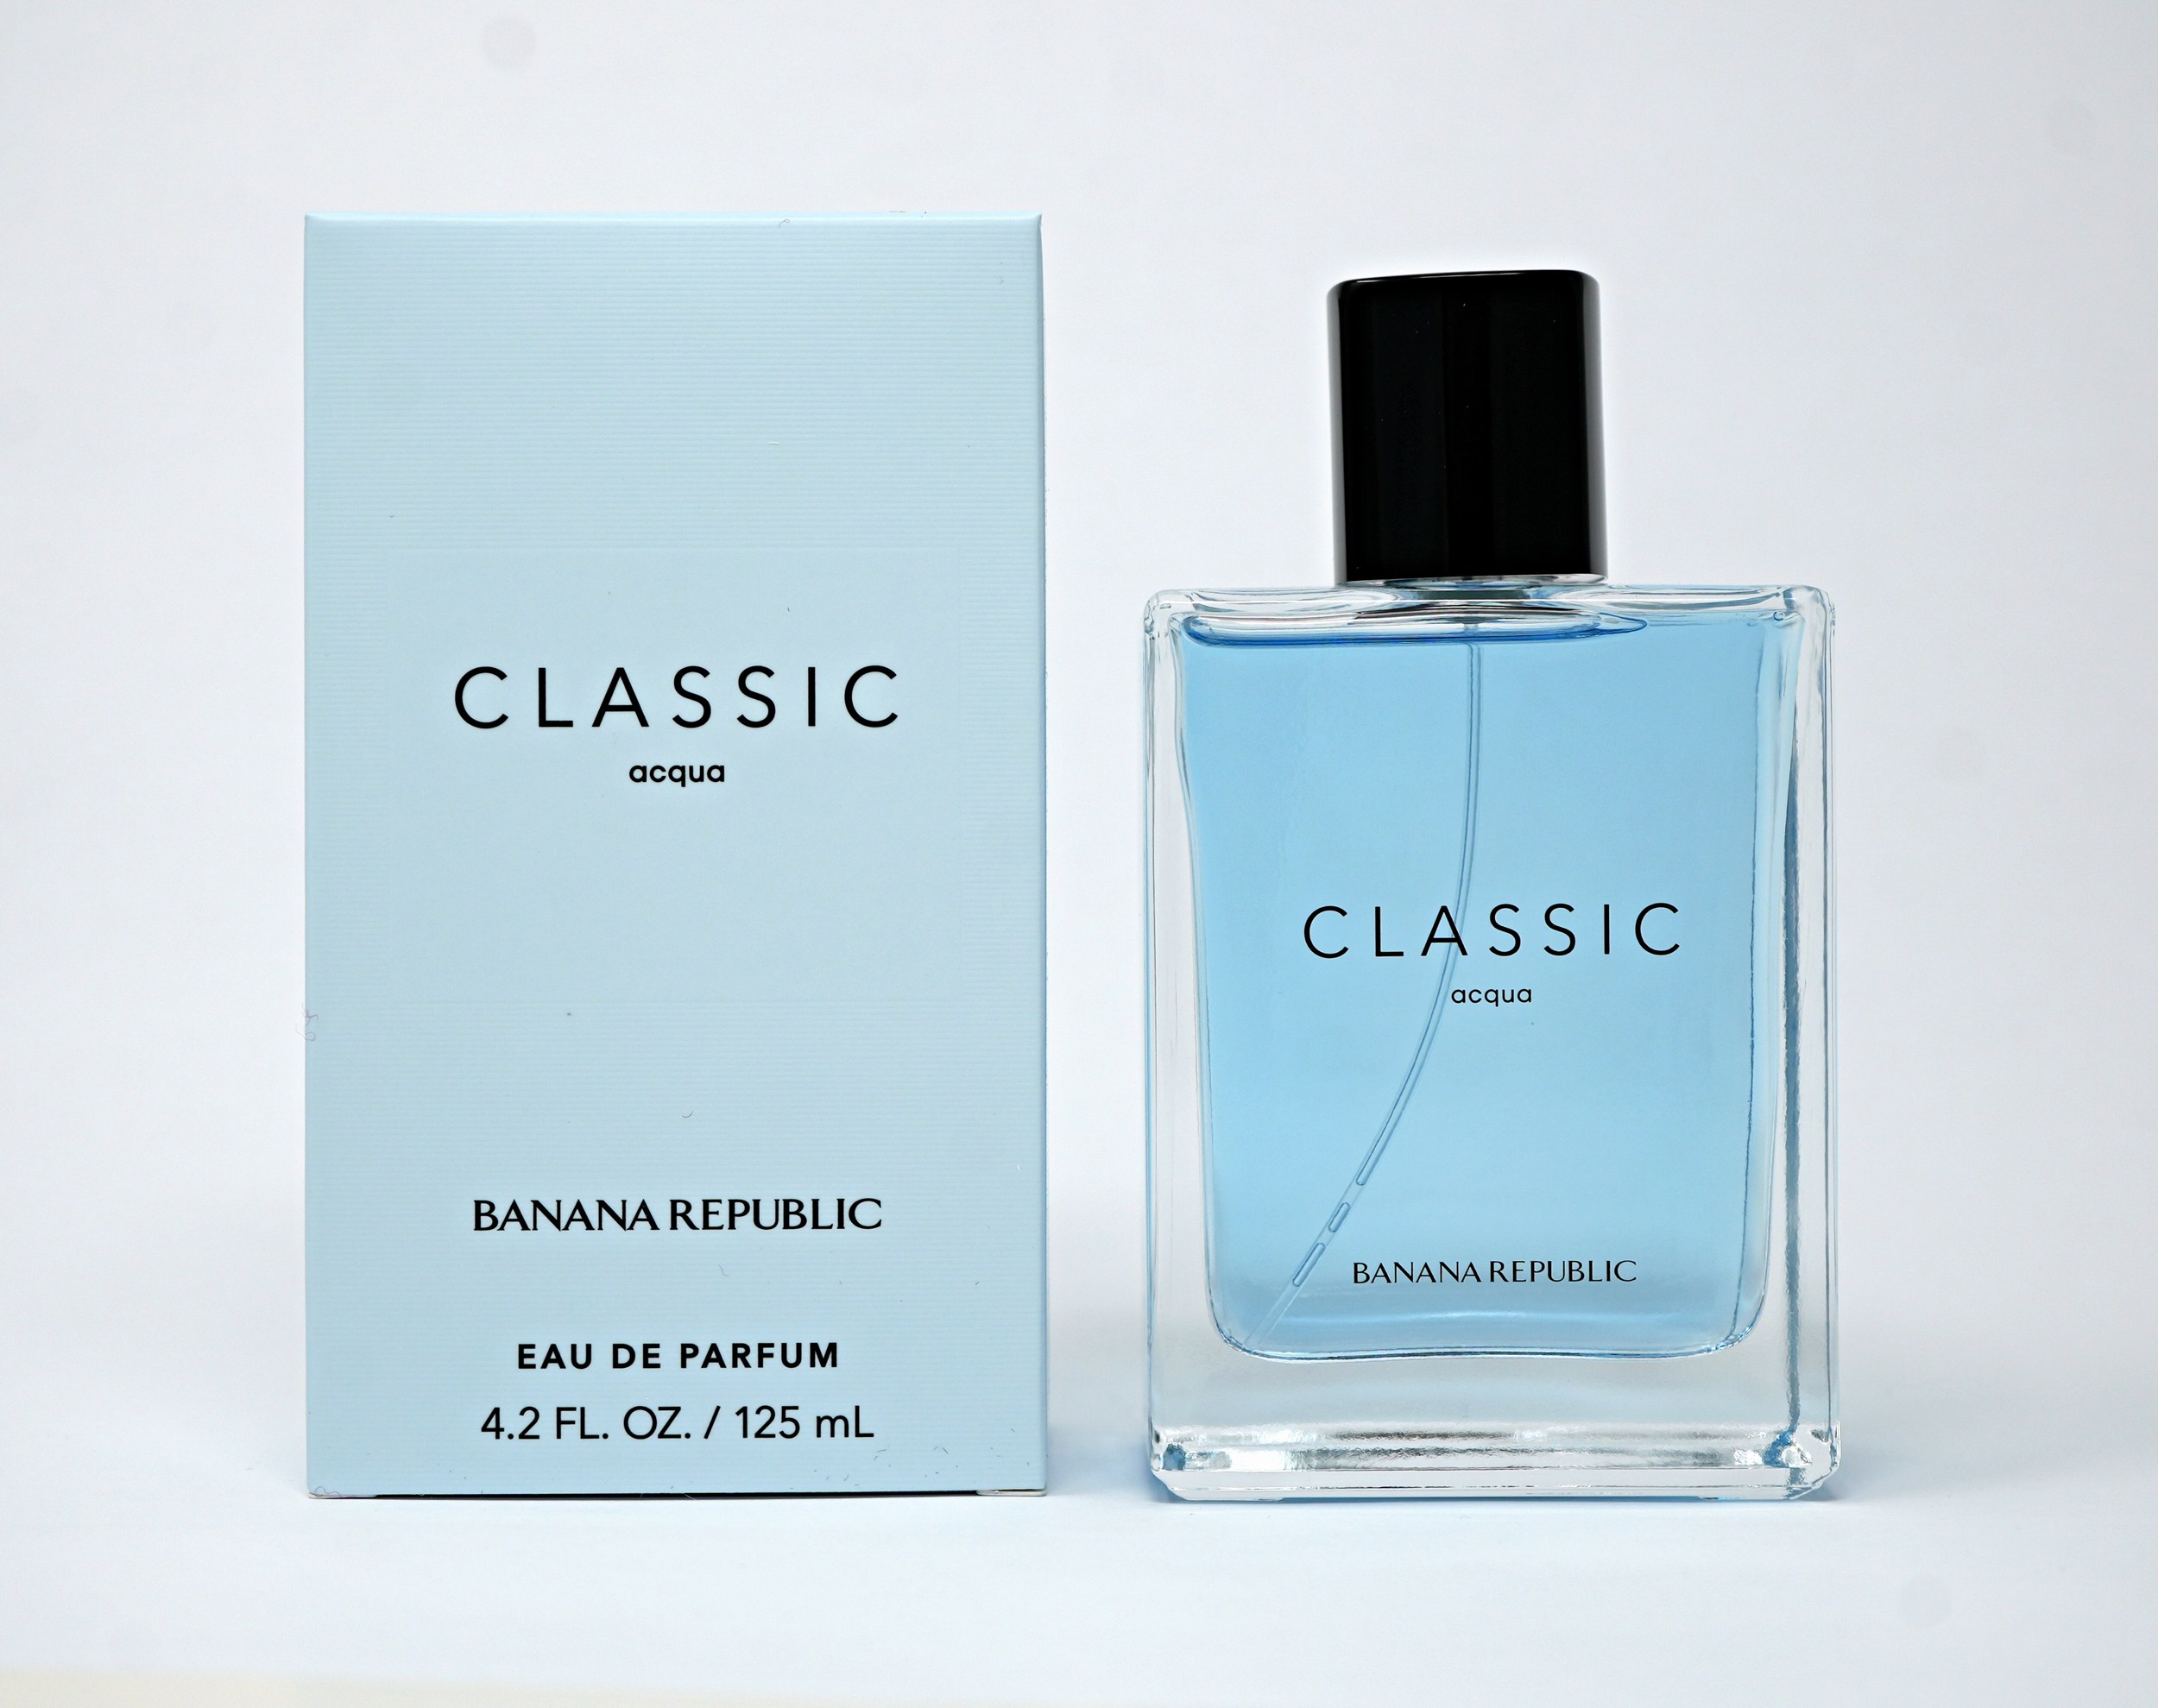 CLASSIC
acqua
BANANA REPUBLIC
EAU DE PARFUM
4.2 FL. OZ. / 125 mL
CLASSIC
acqua
BANANA REPUBLIC